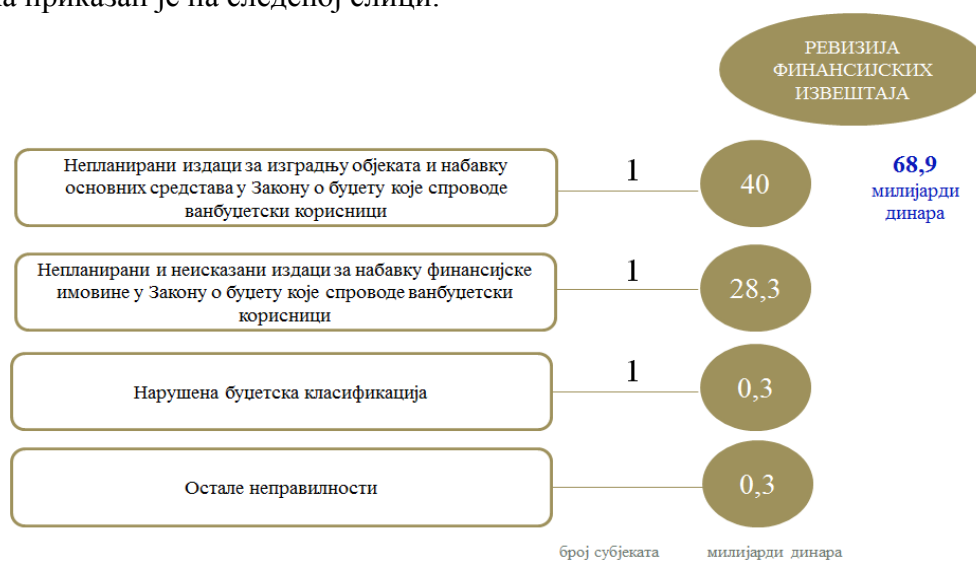 на приказан је на следећој слици:
РЕВИЗИЈА
ФИНАНСИЈСКИХ
ИЗВЕШТАЈА
Непланирани издаци за изградњу објеката и набавку
основних средстава у Закону о буџету које спроводе
ванбуџетски корисници
1
40
68,9
милијарди
динара
Непланирани и неисказани издаци за набавку финансијске
имовине у Закону о буџету које спроводе ванбуџетски
корисници
1
28,3
Нарушена буџетска класификација
1
0,3
Остале неправилности
0,3
број субјеката
милијарди динара